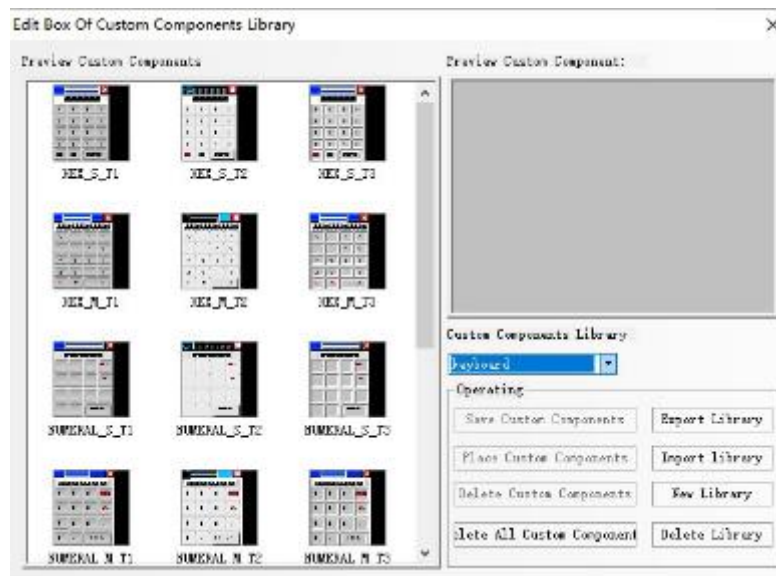 Edit Box Of Custom Components Library
Preview Custom Components
HEX_S_T1 HEX_S_T2 HEX_S_T3
HEX_M_T1 HEX_M_T2 HEX_M_T3
NUMERAL_S_T1 NUMERAL_S_T2 NUMERAL_S_T3
NUMERAL_M_T1 NUMERAL_M_T2 NUMERAL_M_T3
Preview Custom Component:
Custom Components Library
keyboard
Operating
Save Custom Components Export Library
Place Custom Components Import library
Delete Custom Components New Library
lete All Custom Component Delete Library